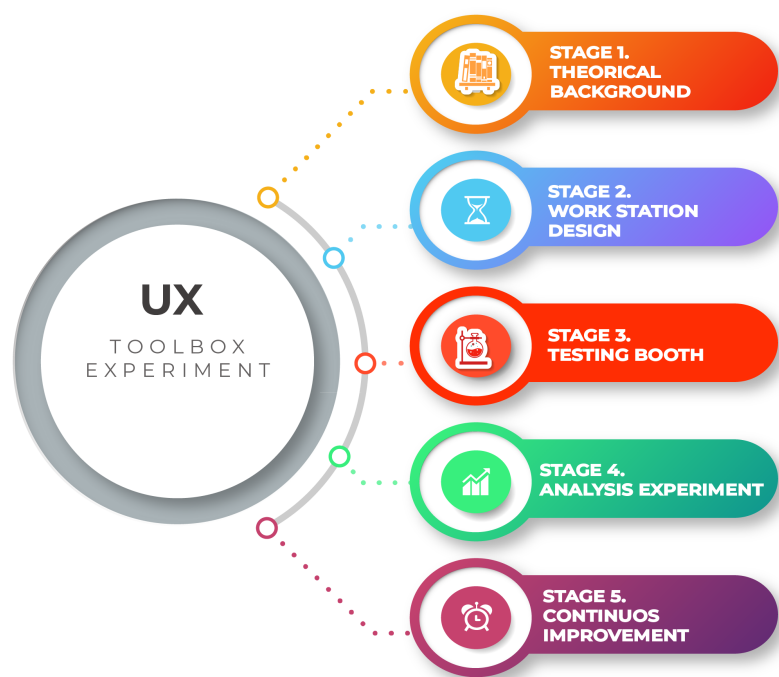 UX
TOOLBOX
EXPERIMENT
STAGE 1.
THEORICAL
BACKGROUND
STAGE 2.
WORK STATION
DESIGN
STAGE 3.
TESTING BOOTH
STAGE 4.
ANALYSIS EXPERIMENT
STAGE 5.
CONTINUOS
IMPROVEMENT